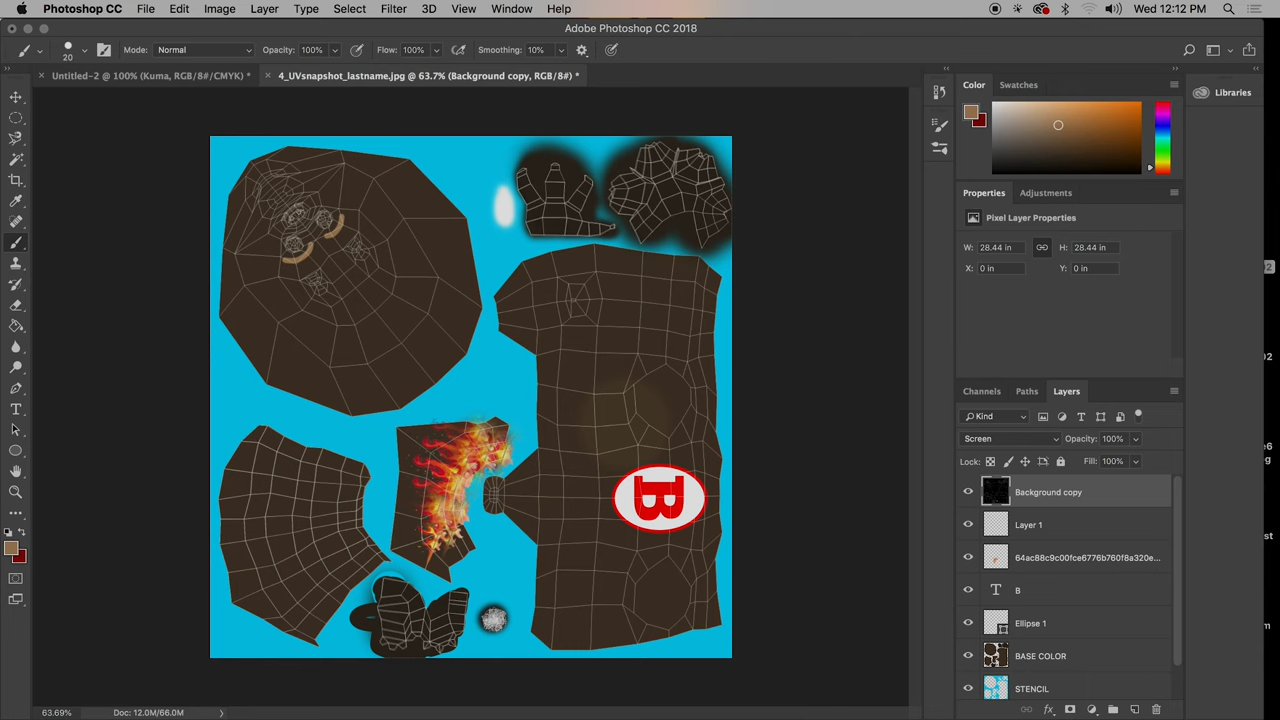 Photoshop CC File Edit Image Layer Type Select Filter 3D View Window Help Wed 12:12 PM
Adobe Photoshop CC 2018
20 Mode: Normal Opacity: 100% Flow: 100% Smoothing: 10%
Untitled-2 @ 100% (Kuma, RGB/8#/CMYK) * 4_UVsnapshot_lastname.jpg @ 63.7% (Background copy, RGB/8#) *
Color Swatches
Libraries
Properties Adjustments
Pixel Layer Properties
W: 28.44 in H: 28.44 in
X: 0 in Y: 0 in
B
Channels Paths Layers
Kind
Screen Opacity: 100%
Lock: Fill: 100%
Background copy
Layer 1
64ac88c9c00fce6776b760f8a320e...
T B
Ellipse 1
BASE COLOR
STENCIL
63.69% Doc: 12.0M/66.0M